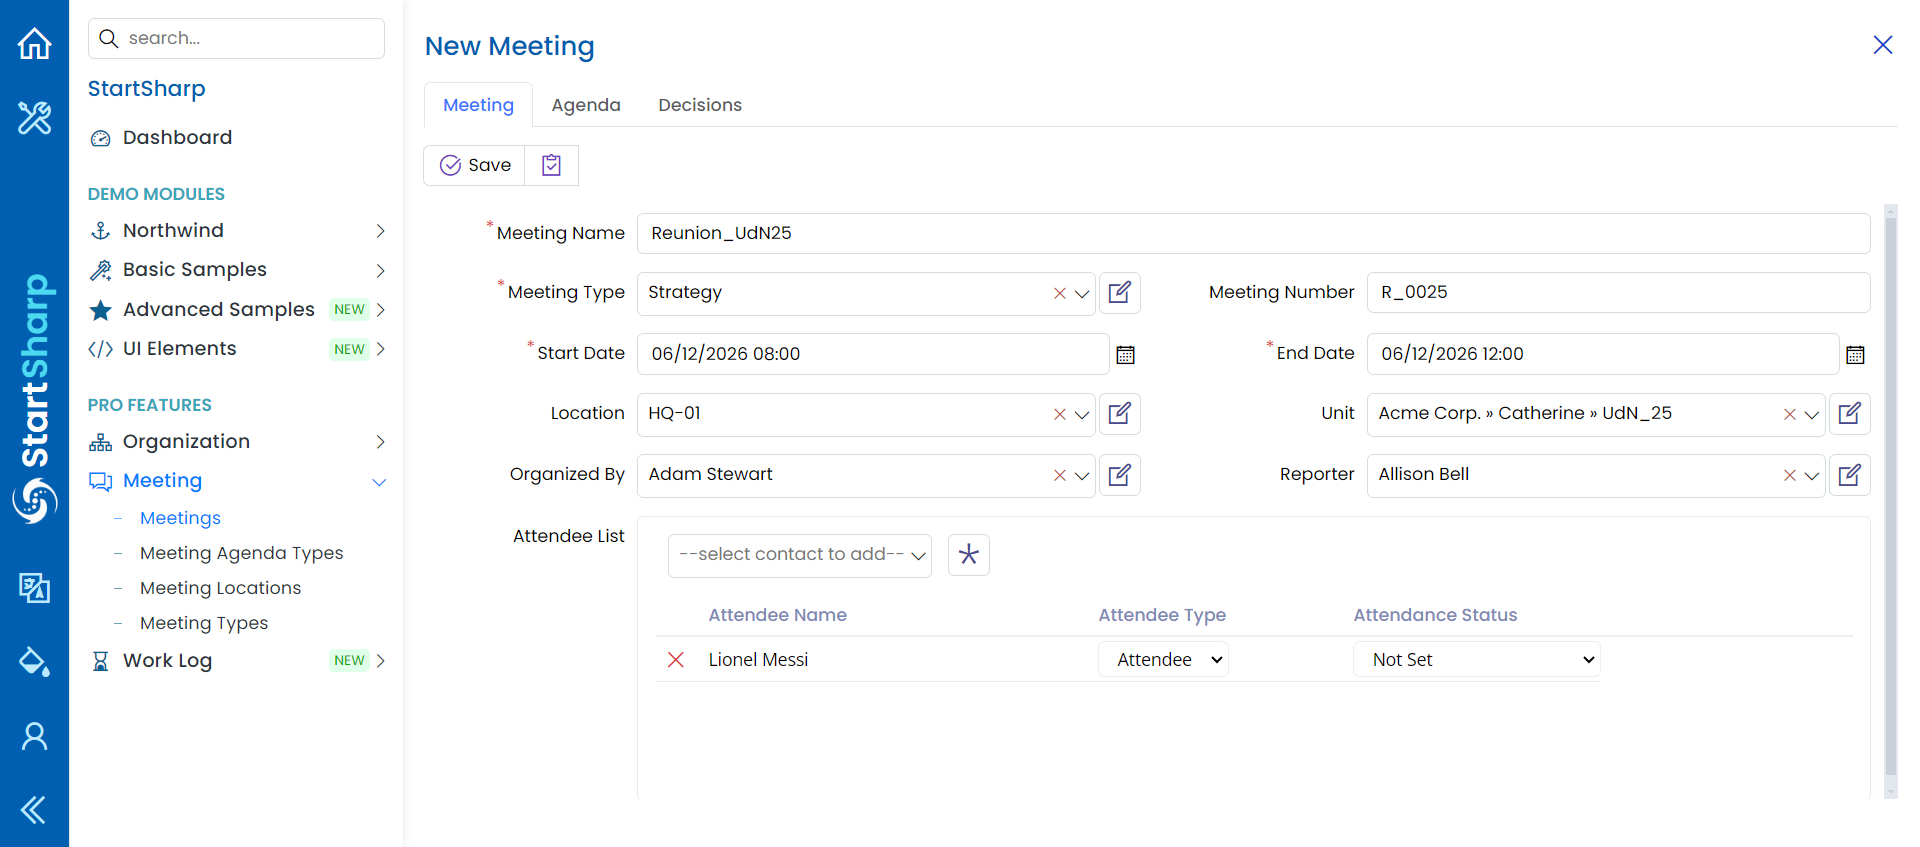 search...
StartSharp
Dashboard
DEMO MODULES
Northwind
Basic Samples
Advanced Samples NEW
UI Elements NEW
PRO FEATURES
Organization
Meeting
Meetings
Meeting Agenda Types
Meeting Locations
Meeting Types
Work Log NEW
StartSharp
New Meeting
Meeting Agenda Decisions
Save
* Meeting Name Reunion_UdN25
* Meeting Type Strategy Meeting Number R_0025
* Start Date 06/12/2026 08:00 * End Date 06/12/2026 12:00
Location HQ-01 Unit Acme Corp. » Catherine » UdN_25
Organized By Adam Stewart Reporter Allison Bell
Attendee List --select contact to add--
Attendee Name Attendee Type Attendance Status
Lionel Messi Attendee Not Set